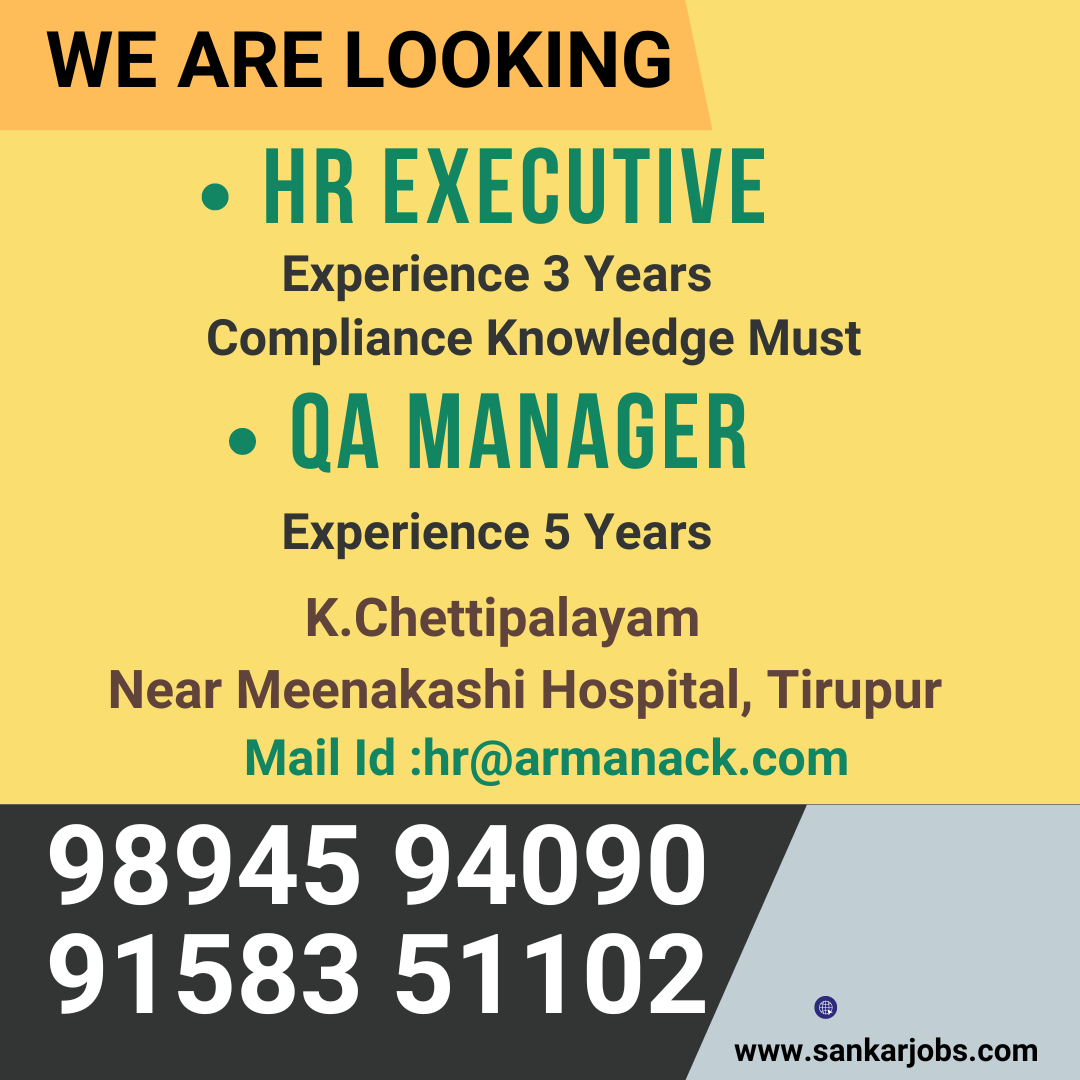 WE ARE LOOKING
• HR EXECUTIVE
Experience 3 Years
Compliance Knowledge Must
• QA MANAGER
Experience 5 Years
K.Chettipalayam
Near Meenakashi Hospital, Tirupur
Mail Id :hr@armanack.com
98945 94090
91583 51102
www.sankarjobs.com